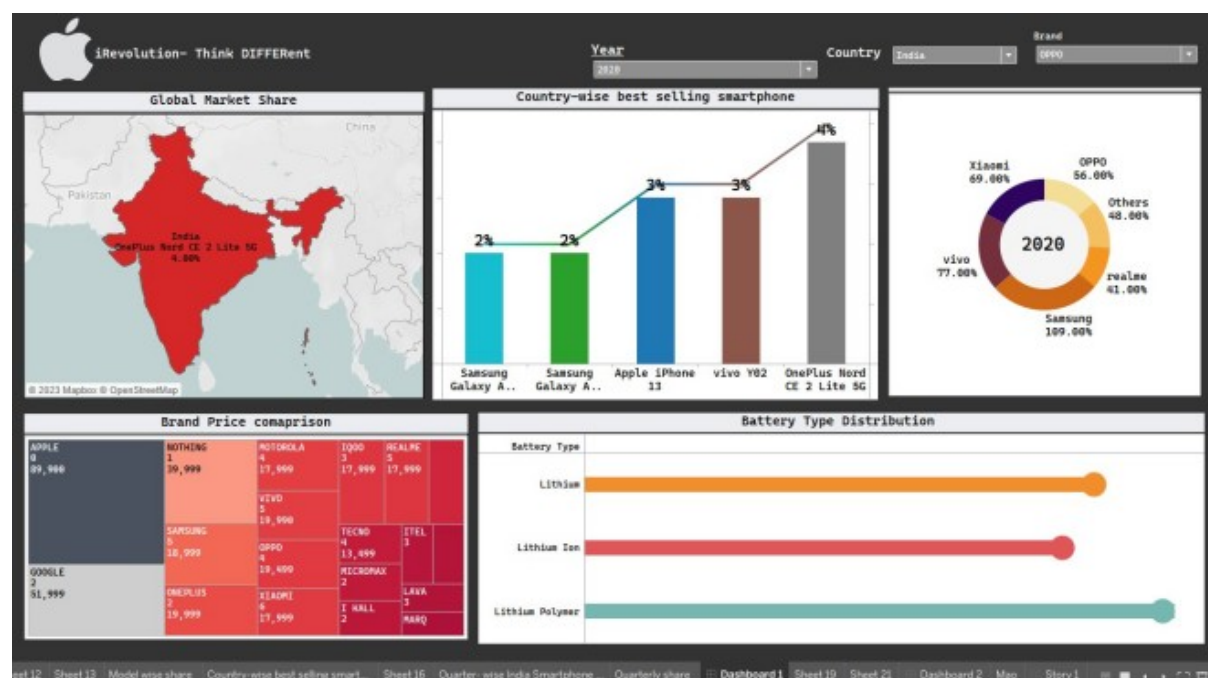 iRevolution- Think DIFFERent
Year
2020
Country
India
Brand
OPPO
Global Market Share
China
Pakistan
India
OnePlus Nord CE 2 Lite 5G
4.00%
© 2023 Mapbox © OpenStreetMap
Country-wise best selling smartphone
2%
2%
3%
3%
4%
Samsung
Galaxy A..
Samsung
Galaxy A..
Apple iPhone
13
vivo Y02
OnePlus Nord
CE 2 Lite 5G
Xiaomi
69.00%
OPPO
56.00%
Others
48.00%
vivo
77.00%
2020
realme
41.00%
Samsung
109.00%
Brand Price comaprison
APPLE
89,900
GOOGLE
2
51,999
NOTHING
1
39,999
SAMSUNG
5
18,999
ONEPLUS
2
19,999
MOTOROLA
4
17,999
VIVO
5
19,990
OPPO
4
19,499
XIAOMI
6
17,999
IQOO
3
17,999
REALME
5
17,999
TECNO
4
13,499
MICROMAX
2
I KALL
2
ITEL
3
LAVA
3
MARQ
Battery Type Distribution
Battery Type
Lithium
Lithium Ion
Lithium Polymer
Sheet 13
Model wise share
Country-wise best selling smart...
Sheet 16
Quarter- wise India Smartphone ...
Quarterly share
Dashboard 1
Sheet 19
Sheet 21
Dashboard 2
Map
Story 1